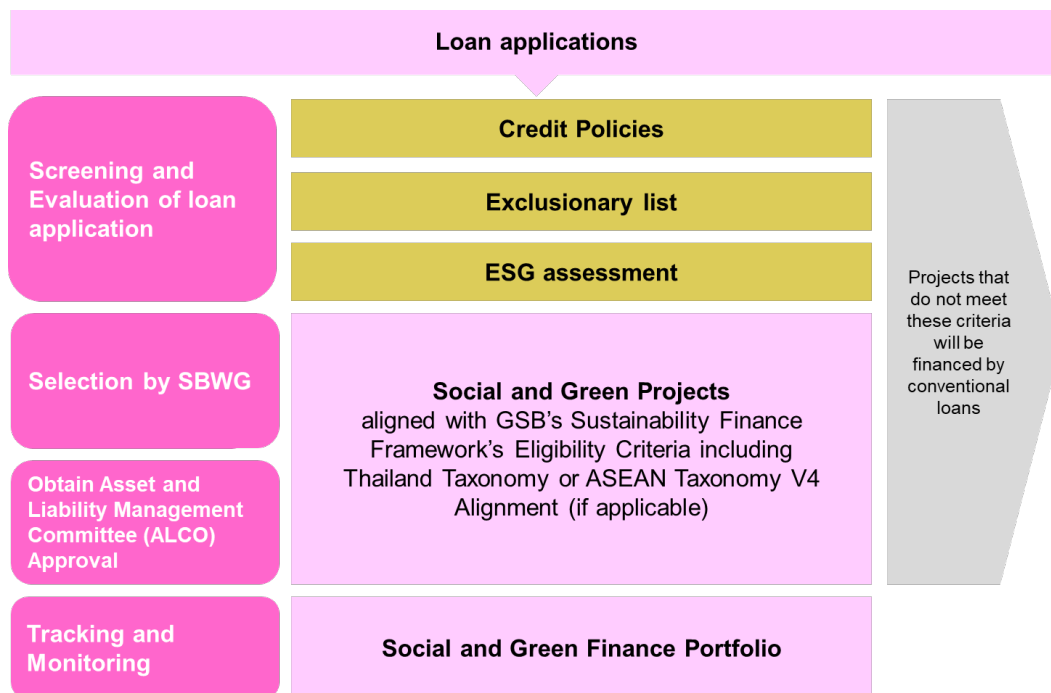 Loan applications
Screening and
Evaluation of loan
application
Credit Policies
Exclusionary list
ESG assessment
Selection by SBWG
Obtain Asset and
Liability Management
Committee (ALCO)
Approval
Social and Green Projects
aligned with GSB's Sustainability Finance
Framework's Eligibility Criteria including
Thailand Taxonomy or ASEAN Taxonomy V4
Alignment (if applicable)
Projects that
do not meet
these criteria
will be
financed by
conventional
loans
Tracking and
Monitoring
Social and Green Finance Portfolio